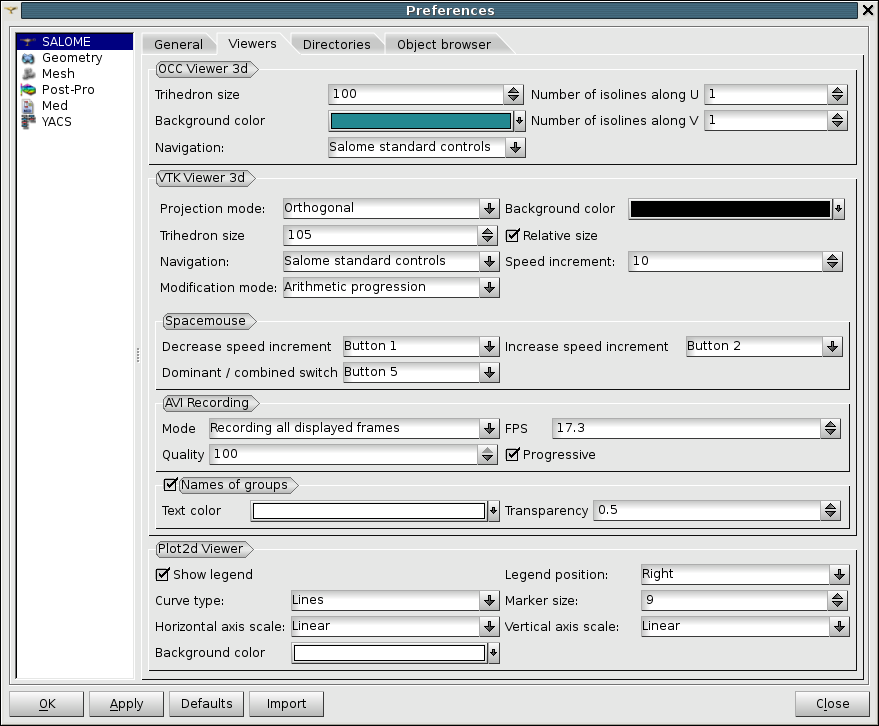 Preferences
SALOME
Geometry
Mesh
Post-Pro
Med
YACS
General Viewers Directories Object browser
OCC Viewer 3d
Trihedron size 100 Number of isolines along U 1
Background color Number of isolines along V 1
Navigation: Salome standard controls
VTK Viewer 3d
Projection mode: Orthogonal Background color
Trihedron size 105 Relative size
Navigation: Salome standard controls Speed increment: 10
Modification mode: Arithmetic progression
Spacemouse
Decrease speed increment Button 1 Increase speed increment Button 2
Dominant / combined switch Button 5
AVI Recording
Mode Recording all displayed frames FPS 17.3
Quality 100 Progressive
Names of groups
Text color Transparency 0.5
Plot2d Viewer
Show legend Legend position: Right
Curve type: Lines Marker size: 9
Horizontal axis scale: Linear Vertical axis scale: Linear
Background color
OK Apply Defaults Import Close